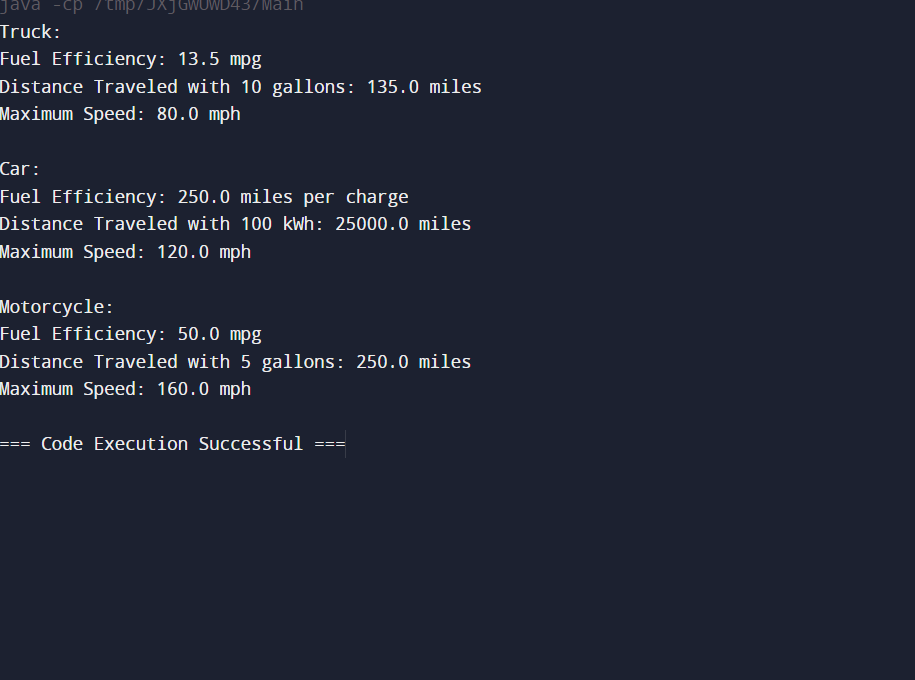 java -cp /tmp/JXjGWUWD437Main
Truck:
Fuel Efficiency: 13.5 mpg
Distance Traveled with 10 gallons: 135.0 miles
Maximum Speed: 80.0 mph
Car:
Fuel Efficiency: 250.0 miles per charge
Distance Traveled with 100 kWh: 25000.0 miles
Maximum Speed: 120.0 mph
Motorcycle:
Fuel Efficiency: 50.0 mpg
Distance Traveled with 5 gallons: 250.0 miles
Maximum Speed: 160.0 mph
=== Code Execution Successful ===